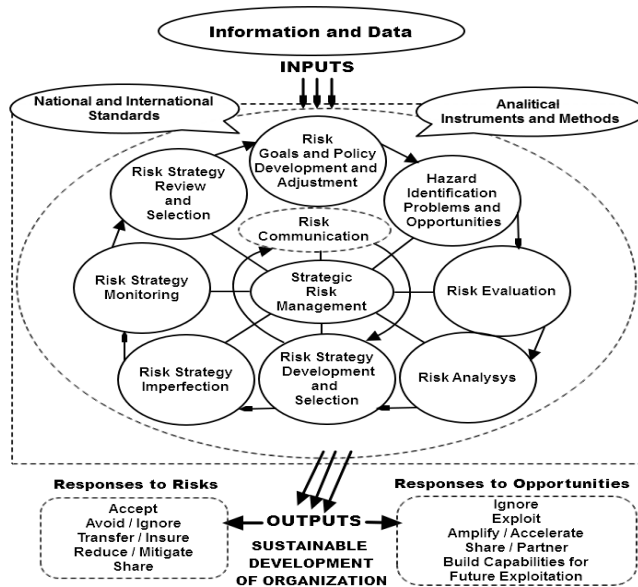 Information and Data
INPUTS
National and International
Standards
Analitical
Instruments and Methods
Risk
Goals and Policy
Development and
Adjustment
Risk Strategy
Review
and
Selection
Hazard
Identification
Problems and
Opportunities
Risk
Communication
Risk Strategy
Monitoring
Strategic
Risk
Management
Risk Evaluation
Risk Strategy
Imperfection
Risk Strategy
Development
and
Selection
Risk Analysys
Responses to Risks
Accept
Avoid / Ignore
Transfer / Insure
Reduce / Mitigate
Share
OUTPUTS
SUSTAINABLE
DEVELOPMENT
OF ORGANIZATION
Responses to Opportunities
Ignore
Exploit
Amplify / Accelerate
Share / Partner
Build Capabilities for
Future Exploitation